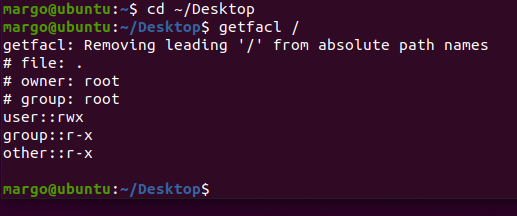 margo@ubuntu:~$ cd ~/Desktop
margo@ubuntu:~/Desktop$ getfacl /
getfacl: Removing leading '/' from absolute path names
# file: .
# owner: root
# group: root
user::rwx
group::r-x
other::r-x
margo@ubuntu:~/Desktop$